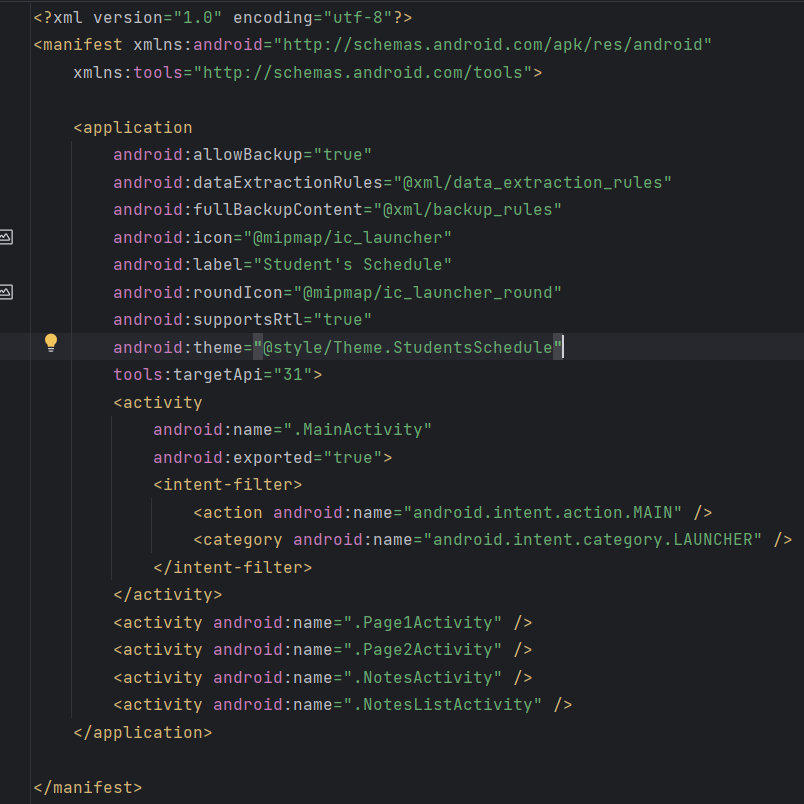 <?xml version="1.0" encoding="utf-8"?>
<manifest xmlns:android="http://schemas.android.com/apk/res/android"
    xmlns:tools="http://schemas.android.com/tools">

    <application
        android:allowBackup="true"
        android:dataExtractionRules="@xml/data_extraction_rules"
        android:fullBackupContent="@xml/backup_rules"
        android:icon="@mipmap/ic_launcher"
        android:label="Student's Schedule"
        android:roundIcon="@mipmap/ic_launcher_round"
        android:supportsRtl="true"
        android:theme="@style/Theme.StudentsSchedule"
        tools:targetApi="31">
        <activity
            android:name=".MainActivity"
            android:exported="true">
            <intent-filter>
                <action android:name="android.intent.action.MAIN" />
                <category android:name="android.intent.category.LAUNCHER" />
            </intent-filter>
        </activity>
        <activity android:name=".Page1Activity" />
        <activity android:name=".Page2Activity" />
        <activity android:name=".NotesActivity" />
        <activity android:name=".NotesListActivity" />
    </application>

</manifest>